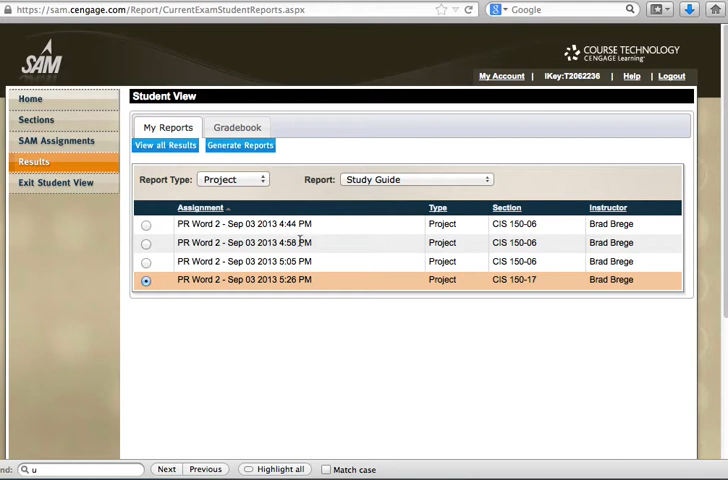 https://sam.cengage.com/Report/CurrentExamStudentReports.aspx
Google
SAM
COURSE TECHNOLOGY
CENGAGE Learning
My Account | IKey:T2062236 | Help | Logout
Home
Sections
SAM Assignments
Results
Exit Student View
Student View
My Reports Gradebook
View all Results Generate Reports
Report Type: Project Report: Study Guide
Assignment Type Section Instructor
PR Word 2 - Sep 03 2013 4:44 PM Project CIS 150-06 Brad Brege
PR Word 2 - Sep 03 2013 4:58 PM Project CIS 150-06 Brad Brege
PR Word 2 - Sep 03 2013 5:05 PM Project CIS 150-06 Brad Brege
PR Word 2 - Sep 03 2013 5:26 PM Project CIS 150-17 Brad Brege
nd: u Next Previous Highlight all Match case